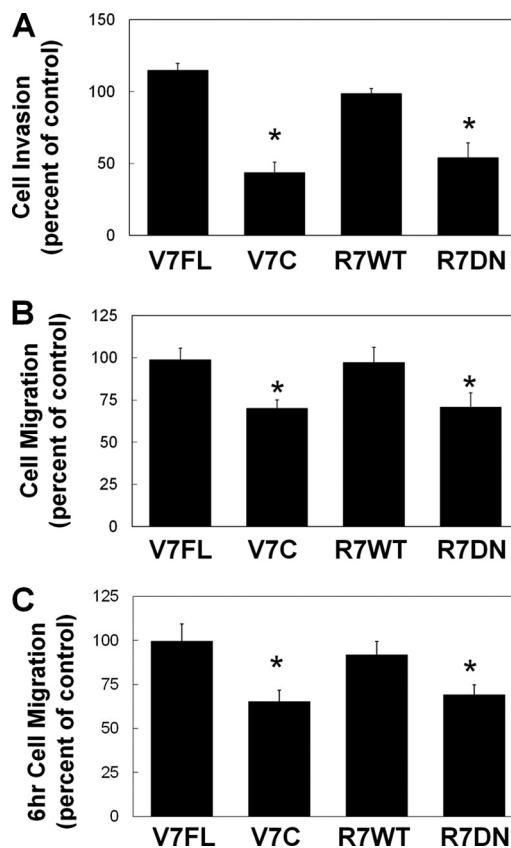 A
Cell Invasion
(percent of control)
150
100
50
0
*
*
V7FL V7C R7WT R7DN
B
Cell Migration
(percent of control)
125
100
75
50
25
0
*
*
V7FL V7C R7WT R7DN
C
6hr Cell Migration
(percent of control)
125
100
75
50
25
0
*
*
V7FL V7C R7WT R7DN